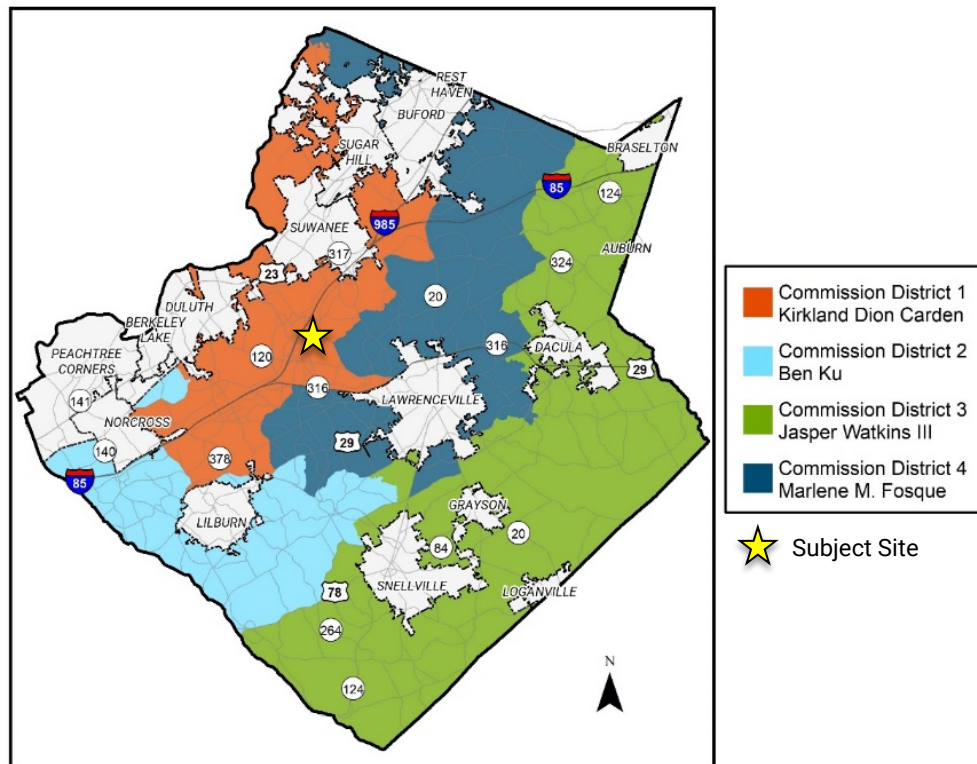 REST
HAVEN
BUFORD
BRASELTON
SUGAR
HILL
85
124
985
SUWANEE
317
AUBURN
23
324
DULUTH
20
BERKELEY
LAKE
120
316
DACULA
PEACHTREE
CORNERS
29
316
LAWRENCEVILLE
141
NORCROSS
29
140
378
85
GRAYSON
LILBURN
20
84
SNELLVILLE
LOGANVILLE
78
264
124
N
Commission District 1
Kirkland Dion Carden
Commission District 2
Ben Ku
Commission District 3
Jasper Watkins III
Commission District 4
Marlene M. Fosque
Subject Site